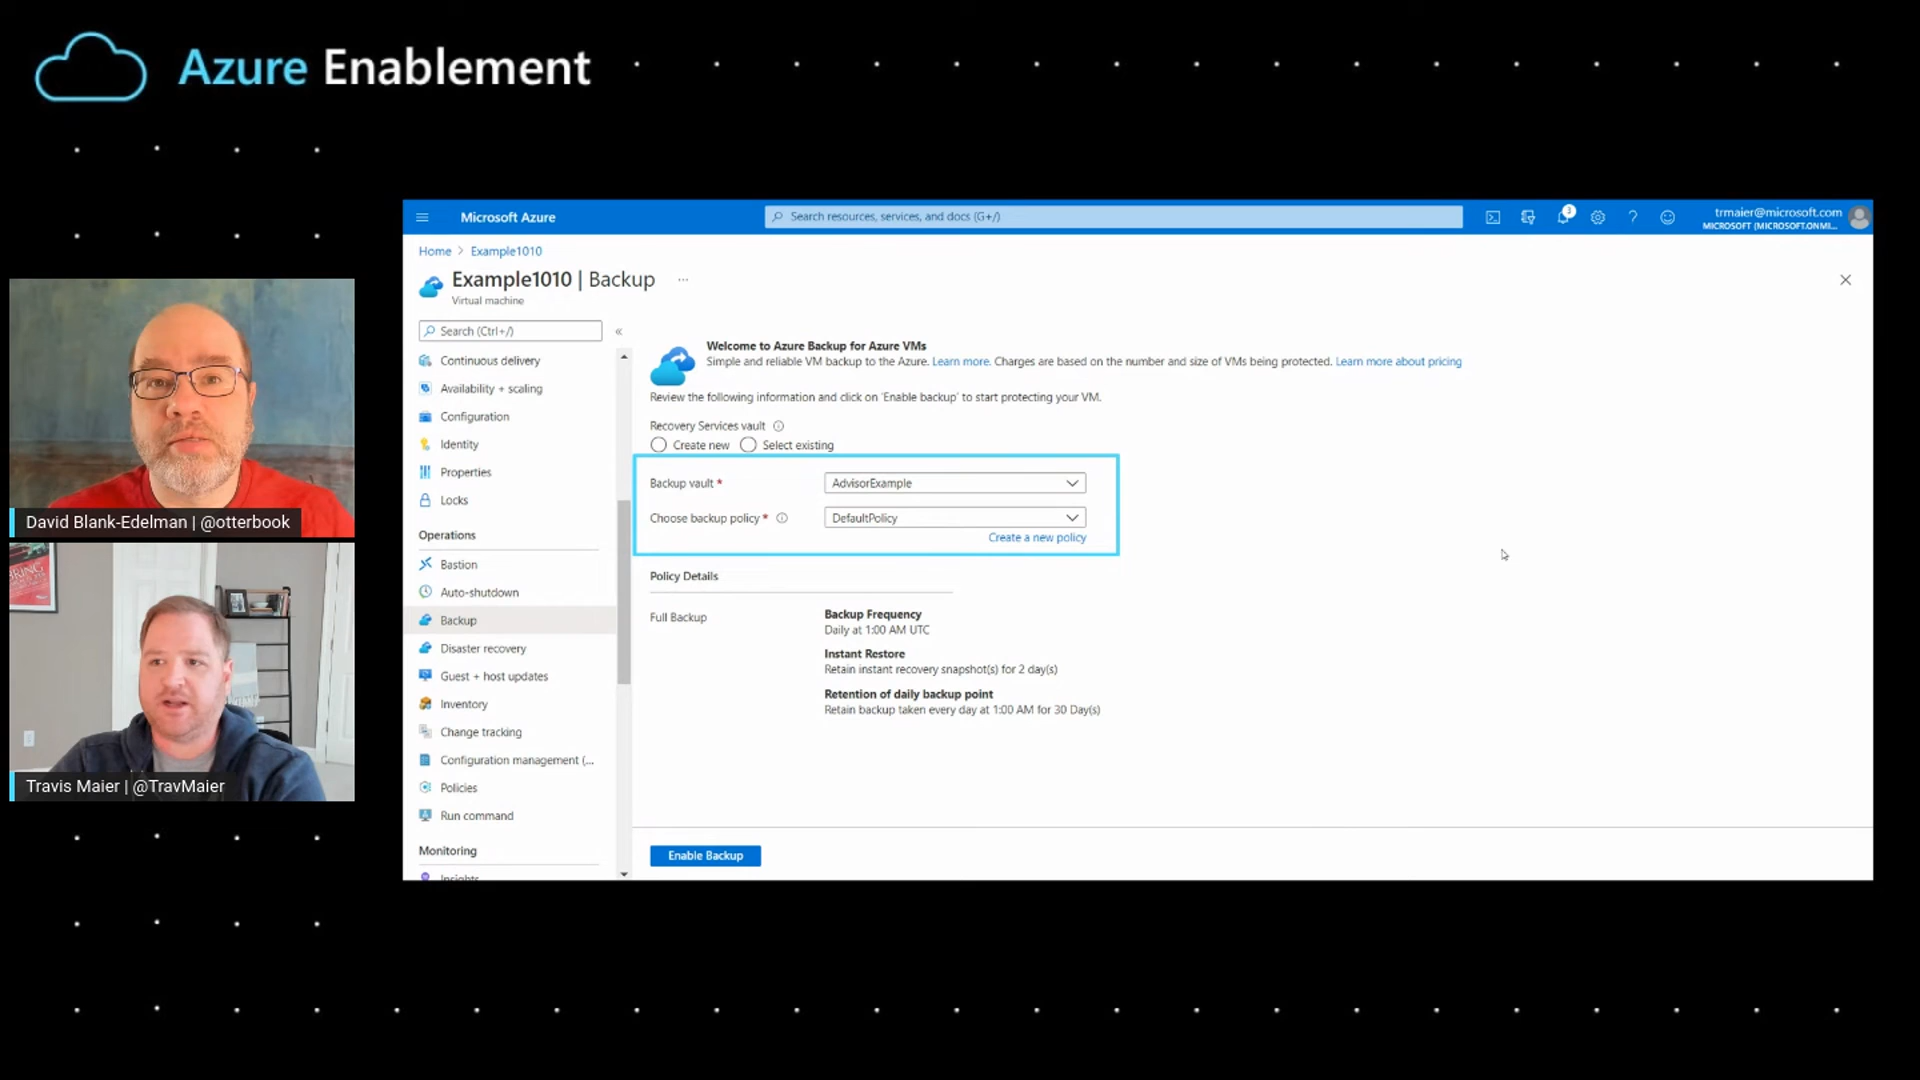 Azure Enablement
Microsoft Azure
Search resources, services, and docs (G+/)
3
trmaier@microsoft.com
MICROSOFT (MICROSOFT.ONMI...
Home > Example1010
Example1010 | Backup
...
Virtual machine
Search (Ctrl+/)
«
Continuous delivery
Availability + scaling
Configuration
Identity
Properties
Locks
Operations
Bastion
Auto-shutdown
Backup
Disaster recovery
Guest + host updates
Inventory
Change tracking
Configuration management (...
Policies
Run command
Monitoring
Insights
Welcome to Azure Backup for Azure VMs
Simple and reliable VM backup to the Azure. Learn more. Charges are based on the number and size of VMs being protected. Learn more about pricing
Review the following information and click on 'Enable backup' to start protecting your VM.
Recovery Services vault
Create new Select existing
Backup vault * AdvisorExample
Choose backup policy * DefaultPolicy
Create a new policy
Policy Details
Full Backup
Backup Frequency
Daily at 1:00 AM UTC
Instant Restore
Retain instant recovery snapshot(s) for 2 day(s)
Retention of daily backup point
Retain backup taken every day at 1:00 AM for 30 Day(s)
Enable Backup
David Blank-Edelman | @otterbook
BRING
Travis Maier | @TravMaier